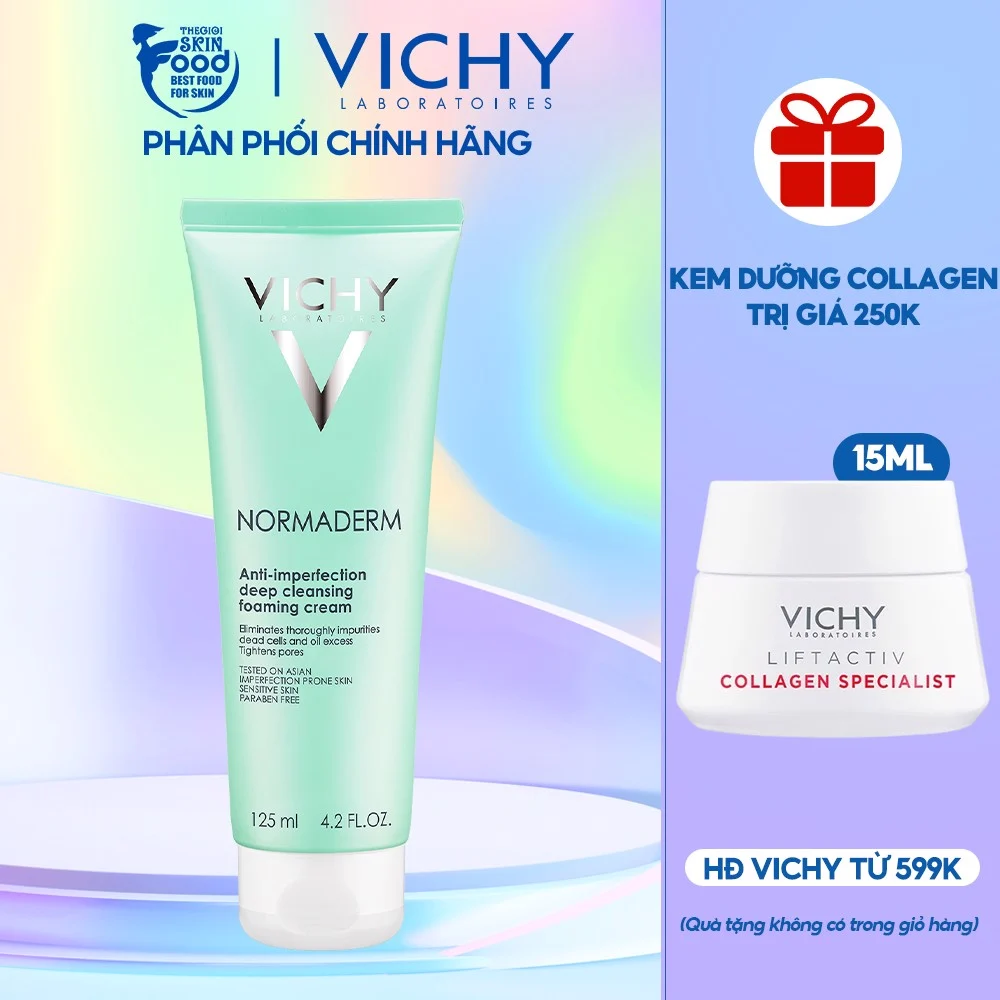 THEGIOI
SKIN
Food
BEST FOOD
FOR SKIN
VICHY
LABORATOIRES
PHÂN PHỐI CHÍNH HÃNG
VICHY
LABORATOIRES
V
NORMADERM
Anti-imperfection
deep cleansing
foaming cream
Eliminates thoroughly impurities
dead cells and oil excess
Tightens pores
TESTED ON ASIAN
IMPERFECTION PRONE SKIN
SENSITIVE SKIN
PARABEN FREE
125 ml 4.2 FL.OZ.
KEM DƯỠNG COLLAGEN
TRỊ GIÁ 250K
15ML
VICHY
LABORATOIRES
LIFTACTIV
COLLAGEN SPECIALIST
HĐ VICHY TỪ 599K
(Quà tặng không có trong giỏ hàng)